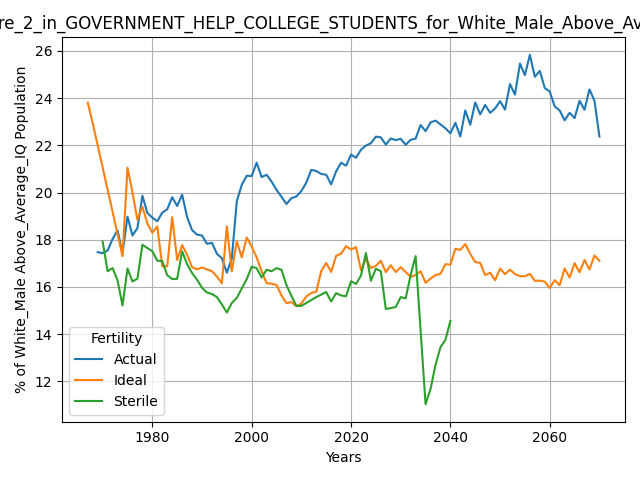 re_2_in_GOVERNMENT_HELP_COLLEGE_STUDENTS_for_White_Male_Above_Av
% of White_Male Above_Average_IQ Population
26
24
22
20
18
16
14
12
Fertility
Actual
Ideal
Sterile
1980
2000
2020
2040
2060
Years